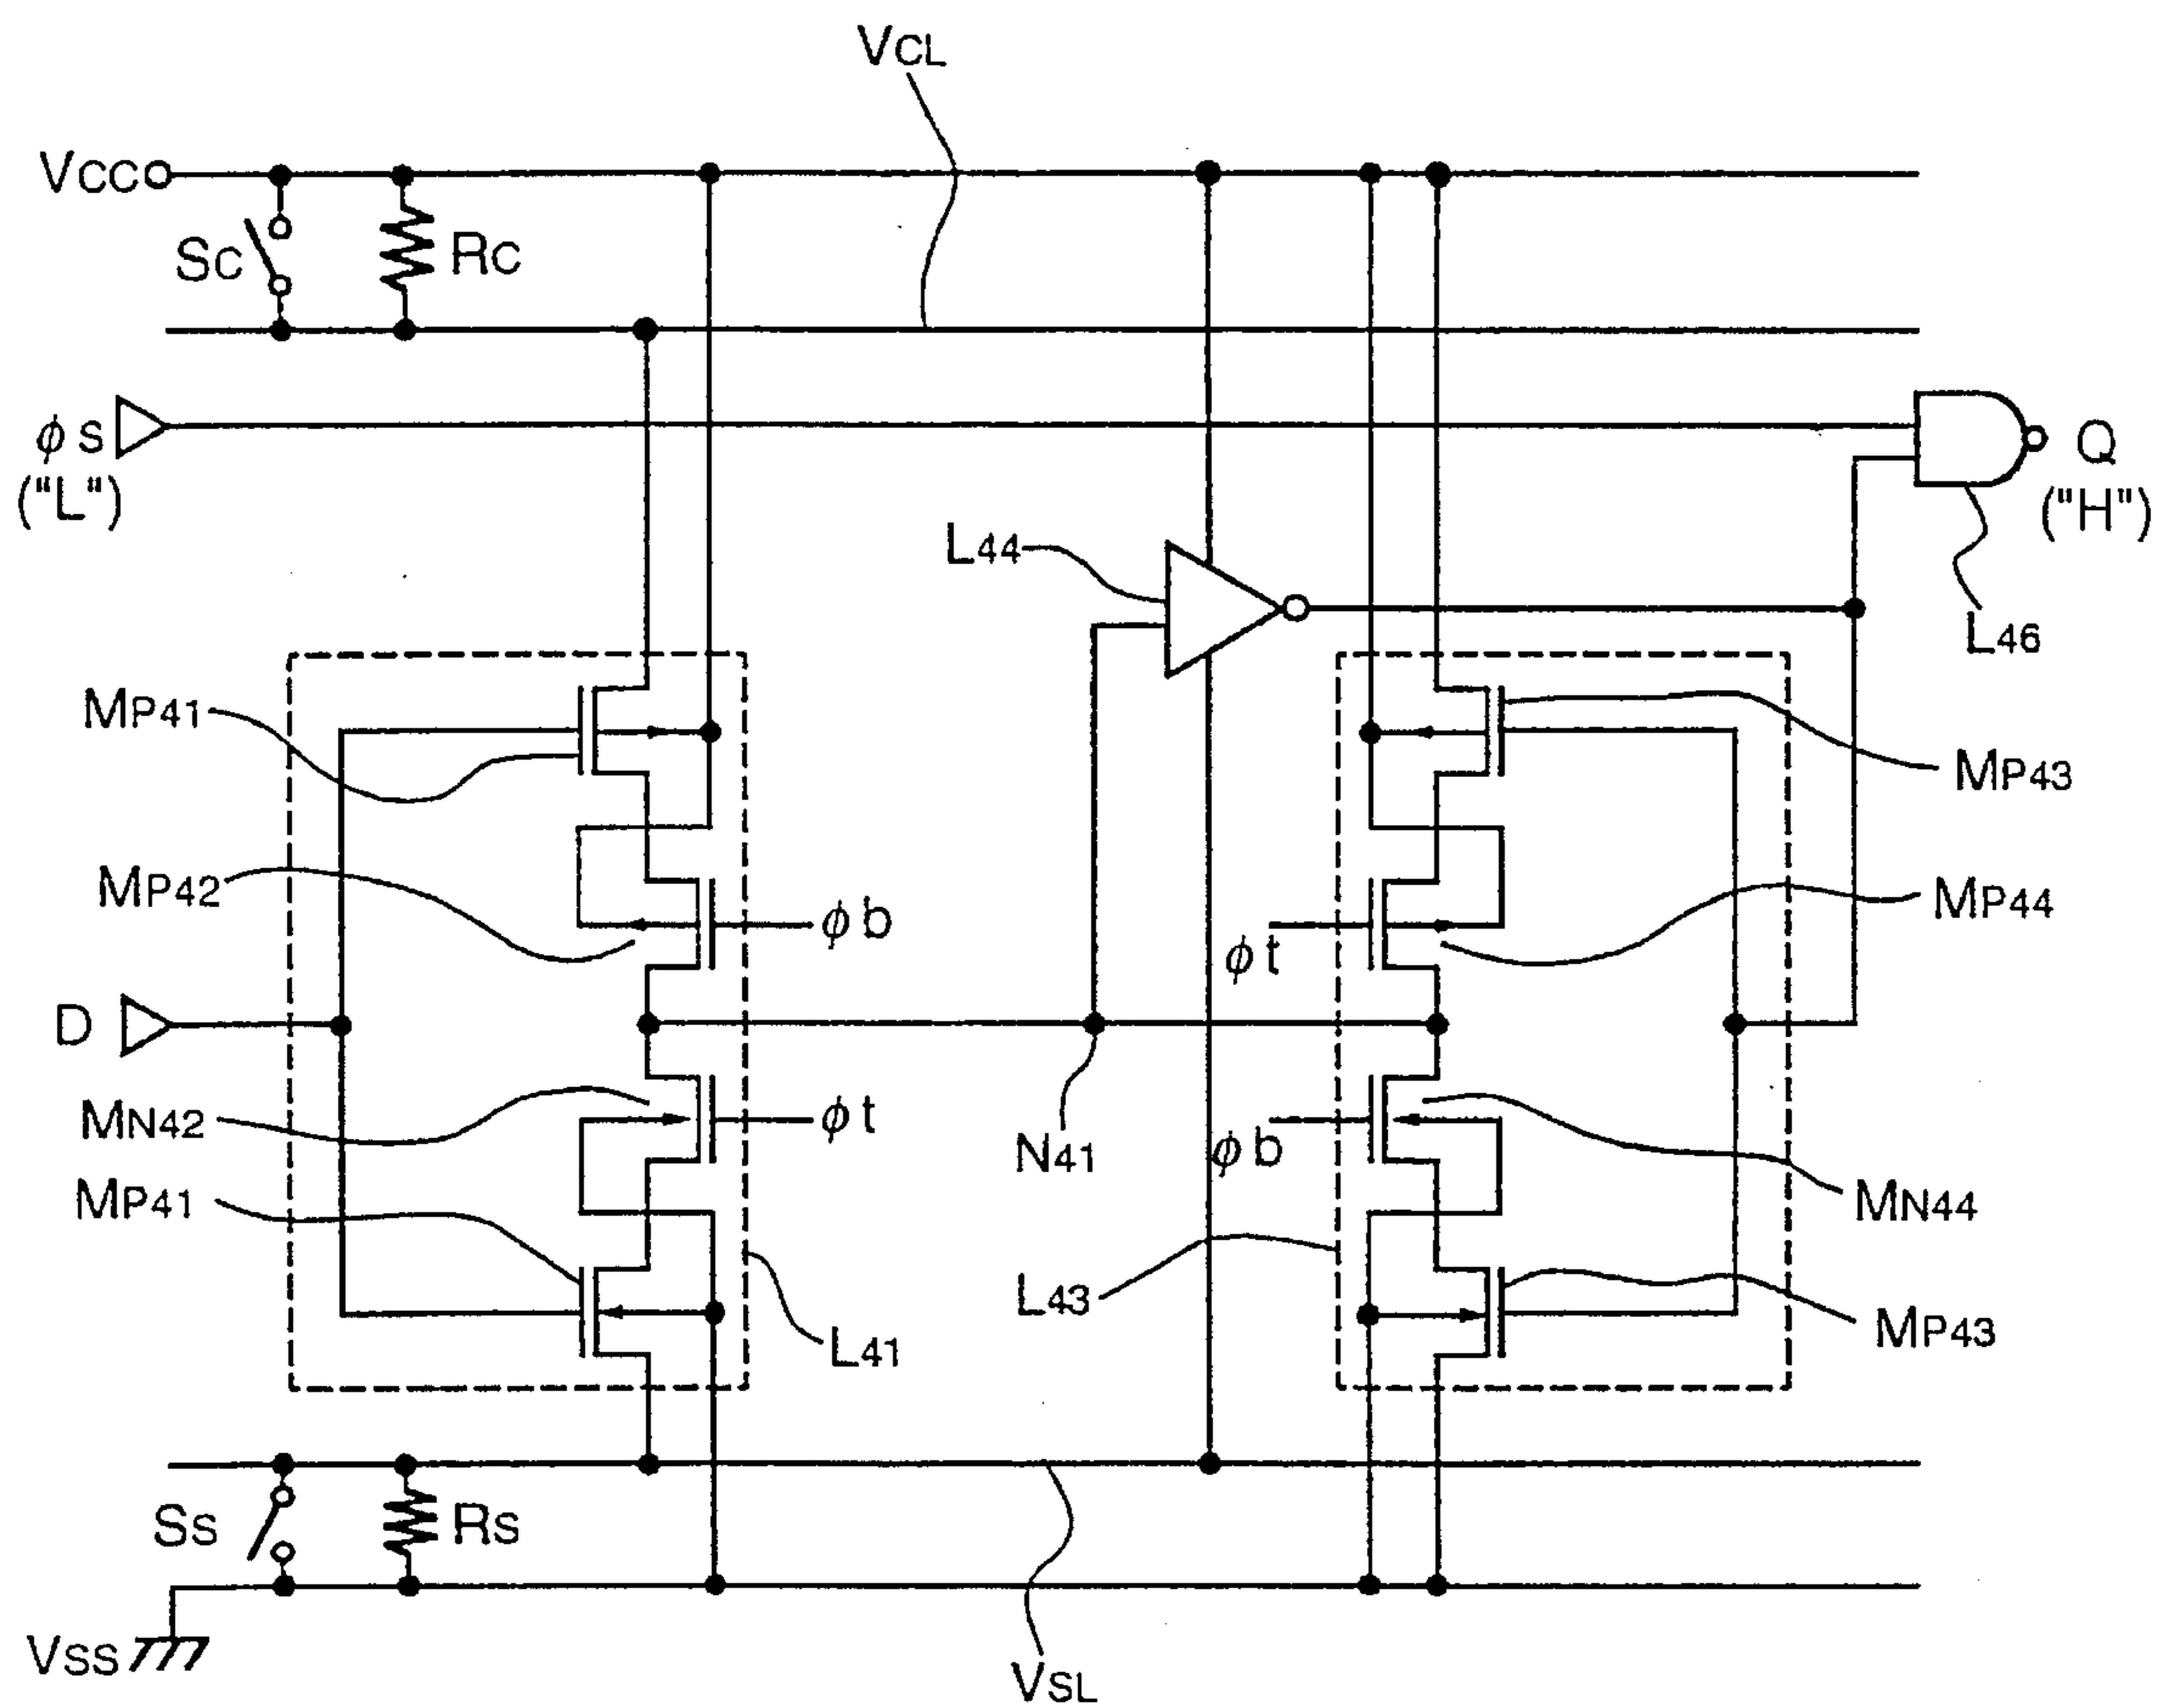 VCL
VCC
SC
RC
φs
("L")
Q
("H")
L44
L46
MP41
MP43
MP42
φb
MP44
φt
D
MN42
φt
N41
φb
MP41
MN44
L43
L41
MP43
SS
RS
VSS
VSL